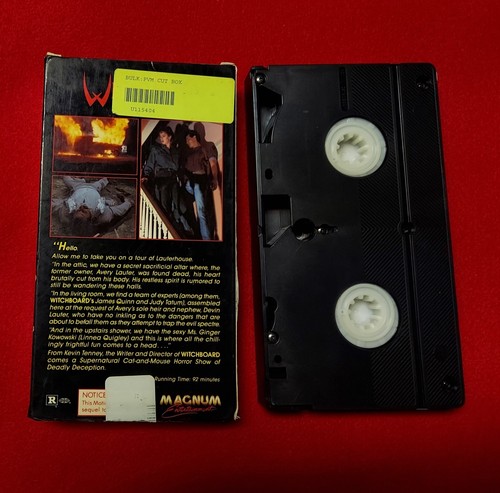 W
BULK:FVM CUT BOX
U115404
"Hello.
Allow me to take you on a tour of Lauterhouse.
"In the attic, we have a secret sacrificial altar where, the
former owner, Avery Lauter, was found dead, his heart
brutally cut from his body. His restless spirit is rumored to
still be wandering these halls.
"In the living room, we find a team of experts (among them,
WITCHBOARD's James Quinn and Judy Tatum), assembled
here at the request of Avery's sole heir and nephew, Devin
Lauter, who have no inkling as to the dangers that are
about to befall them as they attempt to trap the evil spectre.
"And in the upstairs shower, we have the sexy Ms. Ginger
Kowowski (Linnea Quigley) and this is where all the chill-
ingly frightful fun comes to a head. . . ."
From Kevin Tenney, the Writer and Director of WITCHBOARD
comes a Supernatural Cat-and-Mouse Horror Show of
Deadly Deception.
Running Time: 92 minutes
R
NOTICE
This Moti
sequel to
MAGNUM
Entertainment